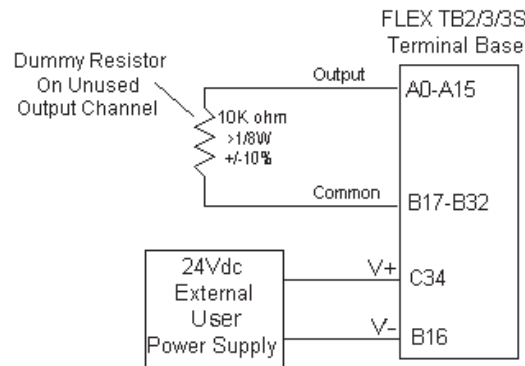 FLEX TB2/3/3S
Terminal Base
Dummy Resistor
On Unused
Output Channel
Output
A0-A15
10K ohm
>1/8W
+/-10%
Common
B17-B32
24Vdc
External
User
Power Supply
V+
C34
V-
B16